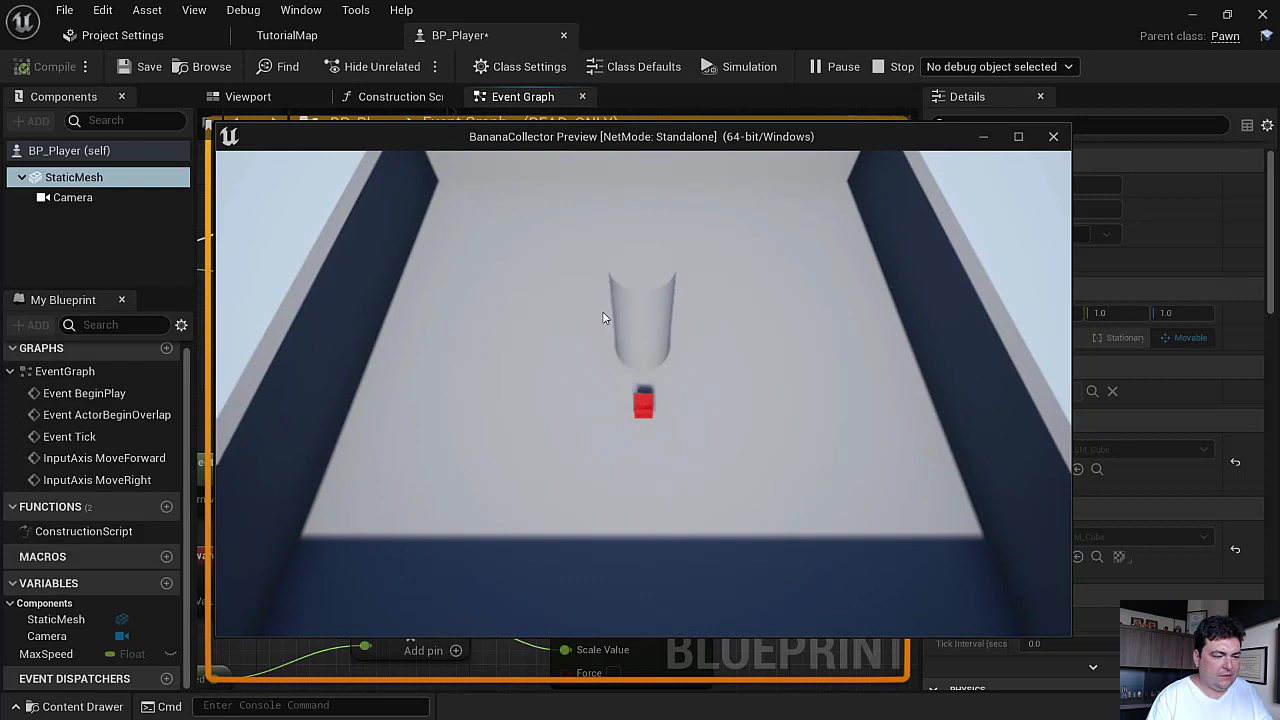 File Edit Asset View Debug Window Tools Help
Project Settings TutorialMap BP_Player* Parent class: Pawn
Compile Save Browse Find Hide Unrelated Class Settings Class Defaults Simulation Pause Stop No debug object selected
Components Viewport Construction Scr Event Graph Details
ADD Search
BananaCollector Preview [NetMode: Standalone] (64-bit/Windows)
BP_Player (self)
StaticMesh
Camera
My Blueprint
ADD Search
1.0 1.0
GRAPHS Stationary Movable
EventGraph
Event BeginPlay
Event ActorBeginOverlap
Event Tick
SM_Cube
InputAxis MoveForward
InputAxis MoveRight
FUNCTIONS (2
ConstructionScript
SM_Cube
MACROS
VARIABLES
Components
StaticMesh
Camera
MaxSpeed Float
Add pin Scale Value BLUEPRINT Tick Interval (secs 0.0
Force
EVENT DISPATCHERS
PHYSICS
Content Drawer Cmd Enter Console Command